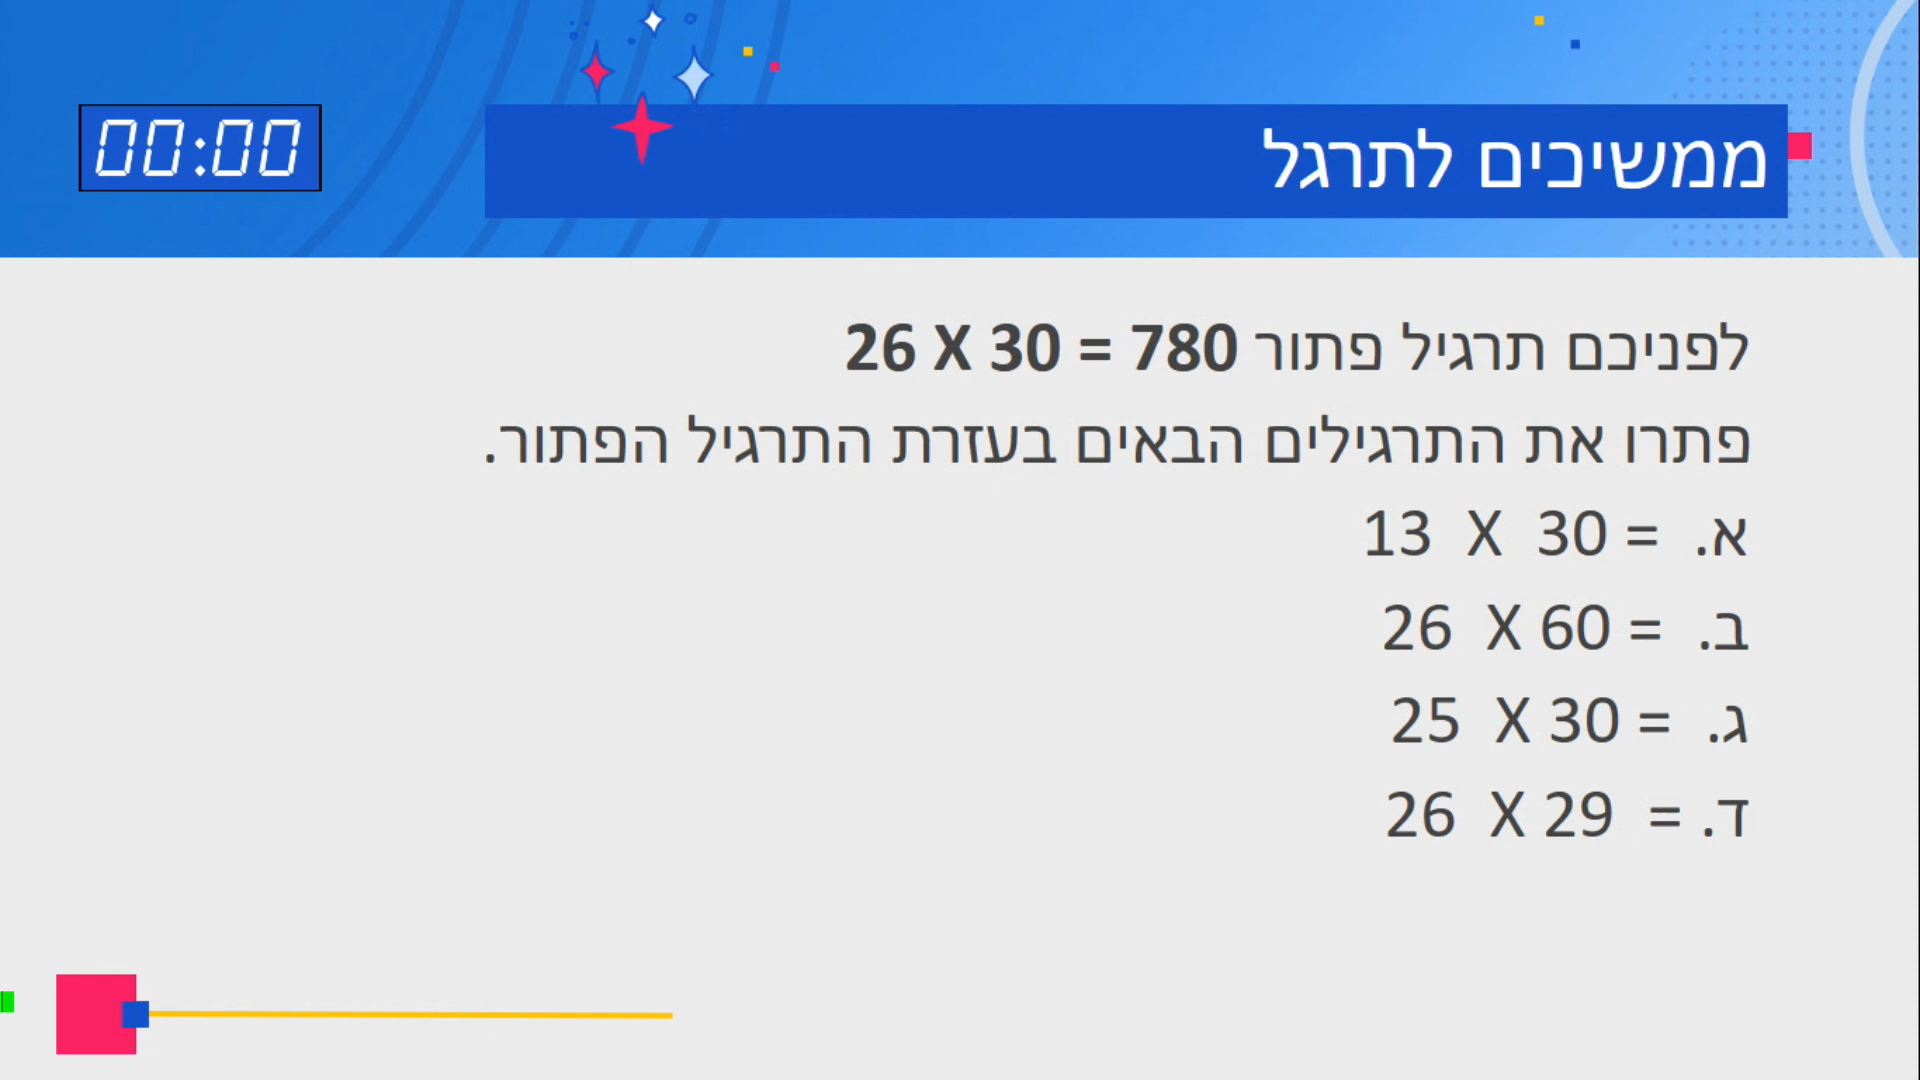 00:00
ממשיכים לתרגל
לפניכם תרגיל פתור 26 X 30 = 780
פתרו את התרגילים הבאים בעזרת התרגיל הפתור.
א. 13 X 30 =
ב. 26 X 60 =
ג. 25 X 30 =
ד. 26 X 29 =